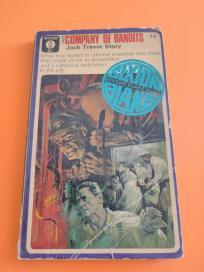 COMPANY OF BANDITS
Jack Trevor Story
What they lacked in criminal expertise they more
than made up for in desperation
and a ruthless dedication
to the job
SEXTON
BLAKE